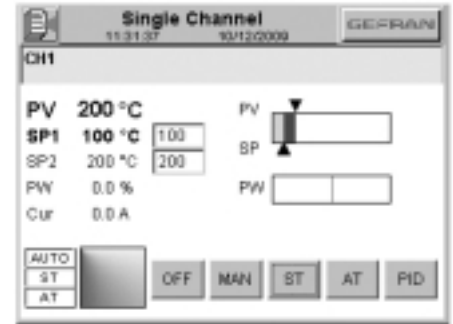 Single Channel
11:31:37 10/12/2009
GEFRAN
CH1
PV 200 °C
SP1 100 °C 100
SP2 200 °C 200
PW 0.0 %
Cur 0.0 A
PV
SP
PW
AUTO
ST
AT
OFF MAN ST AT PID